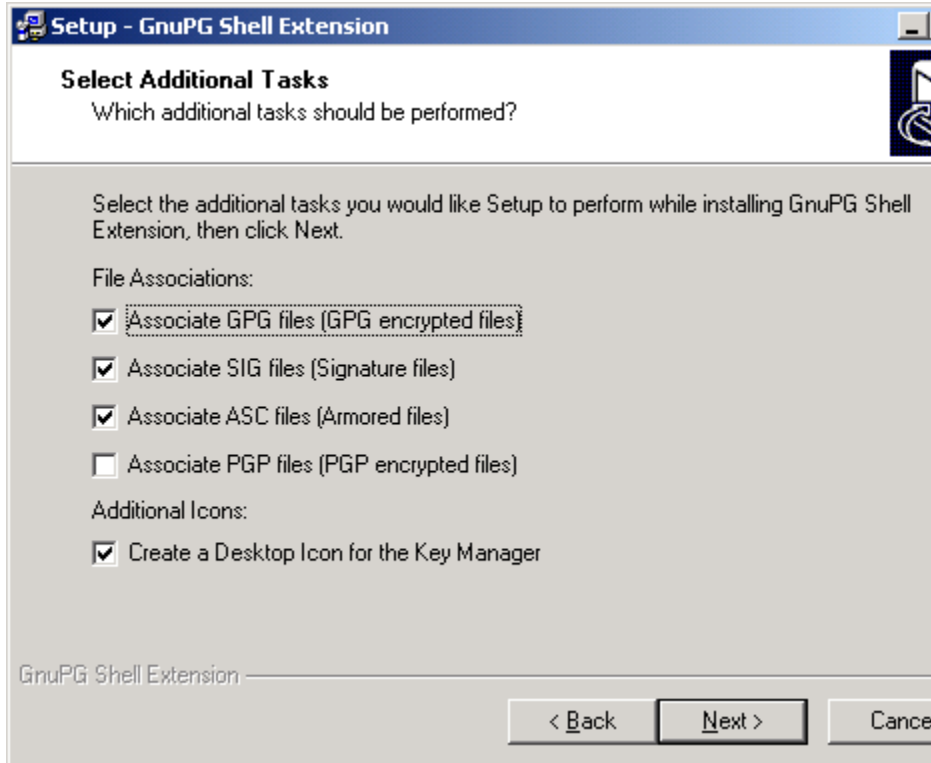 Setup - GnuPG Shell Extension
Select Additional Tasks
Which additional tasks should be performed?
Select the additional tasks you would like Setup to perform while installing GnuPG Shell
Extension, then click Next.
File Associations:
Associate GPG files (GPG encrypted files)
Associate SIG files (Signature files)
Associate ASC files (Armored files)
Associate PGP files (PGP encrypted files)
Additional Icons:
Create a Desktop Icon for the Key Manager
GnuPG Shell Extension
< Back
Next >
Cance